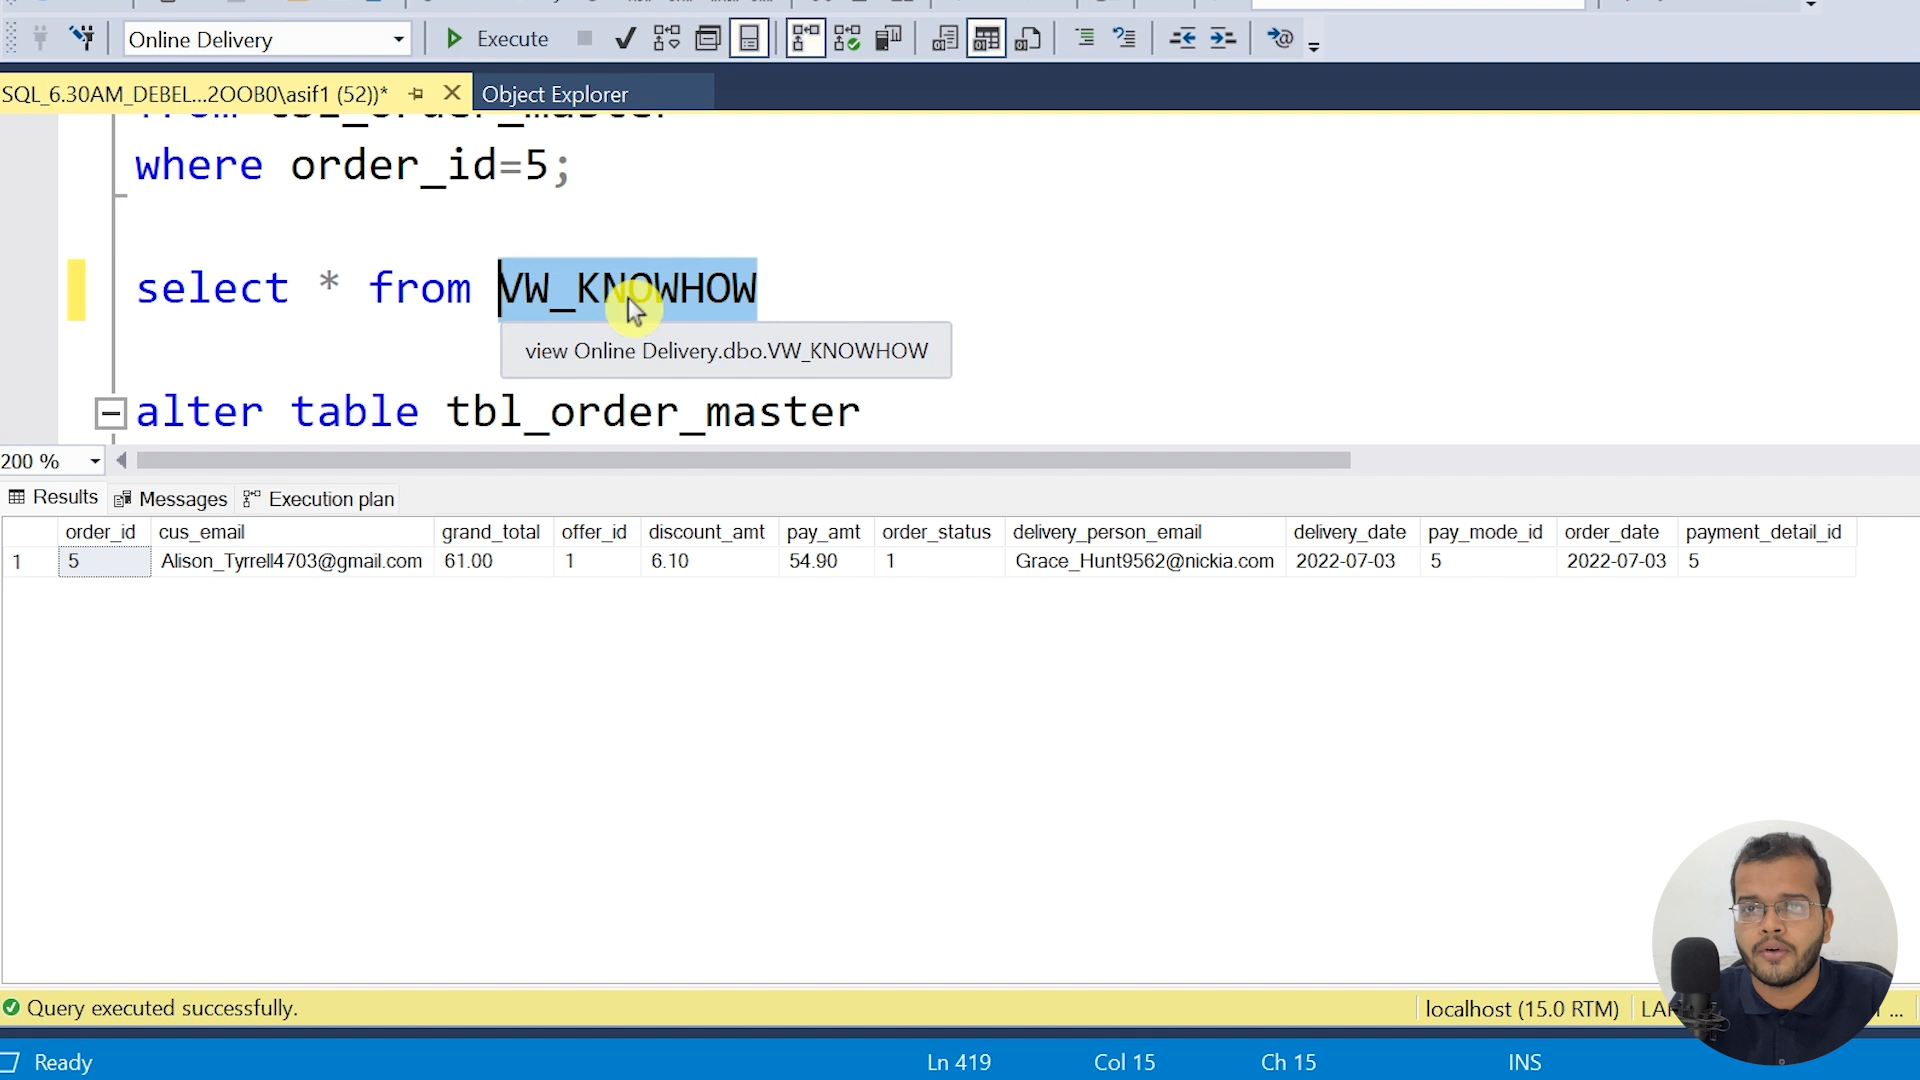 Online Delivery
Execute
SQL_6.30AM_DEBEL...2OOB0\asif1 (52))*
Object Explorer
from tbl_order_master
where order_id=5;
select * from VW_KNOWHOW
view Online Delivery.dbo.VW_KNOWHOW
alter table tbl_order_master
200 %
Results Messages Execution plan
order_id cus_email grand_total offer_id discount_amt pay_amt order_status delivery_person_email delivery_date pay_mode_id order_date payment_detail_id
1 5 Alison_Tyrrell4703@gmail.com 61.00 1 6.10 54.90 1 Grace_Hunt9562@nickia.com 2022-07-03 5 2022-07-03 5
Query executed successfully.
localhost (15.0 RTM)
Ready
Ln 419
Col 15
Ch 15
INS